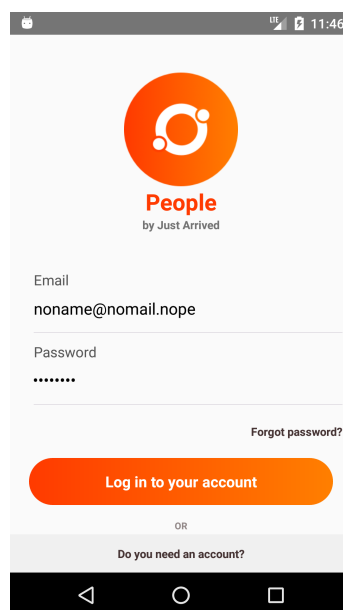 LTE 11:46
People
by Just Arrived
Email
noname@nomail.nope
Password
••••••••
Forgot password?
Log in to your account
OR
Do you need an account?